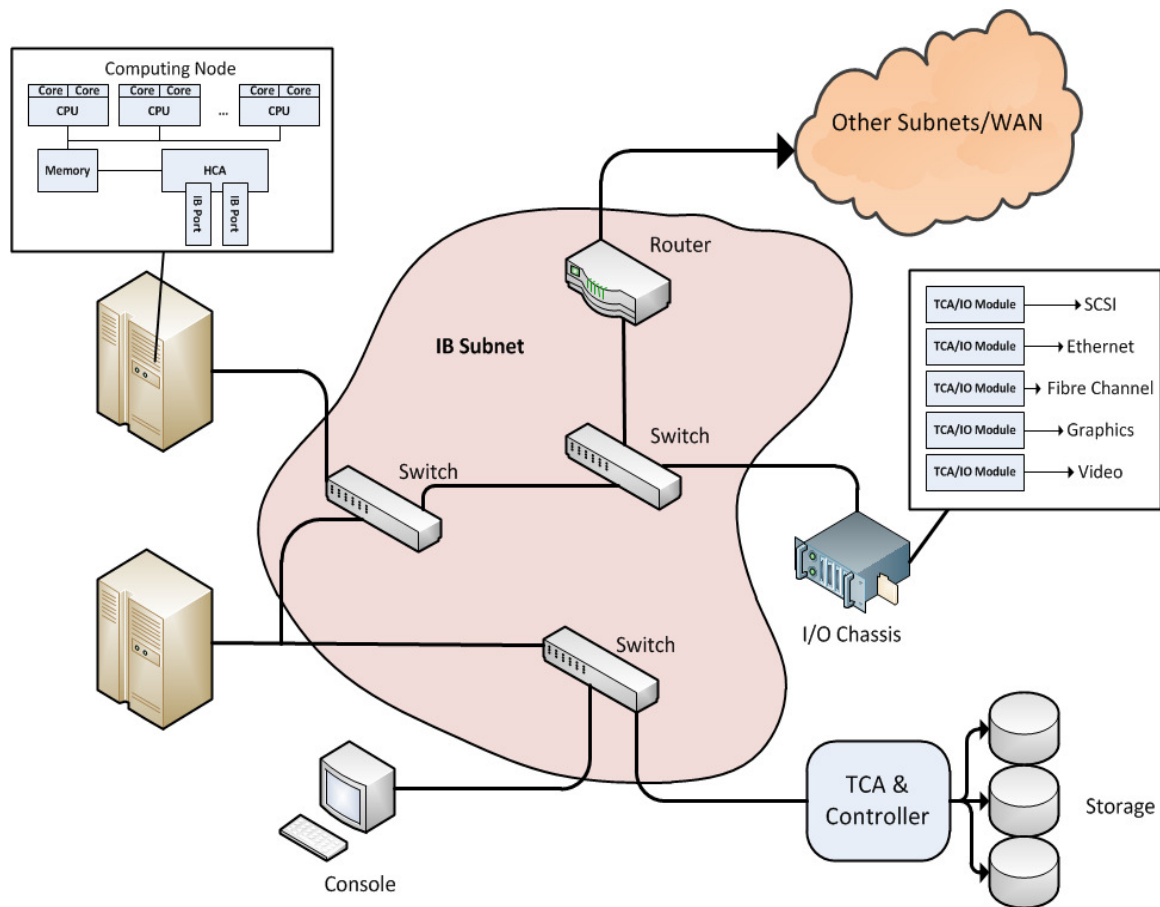 Computing Node
Core Core Core Core Core Core
CPU CPU ... CPU
Memory HCA
IB Port IB Port
Other Subnets/WAN
Router
IB Subnet
TCA/IO Module SCSI
TCA/IO Module Ethernet
TCA/IO Module Fibre Channel
TCA/IO Module Graphics
TCA/IO Module Video
Switch
Switch
I/O Chassis
Switch
TCA &
Controller
Storage
Console